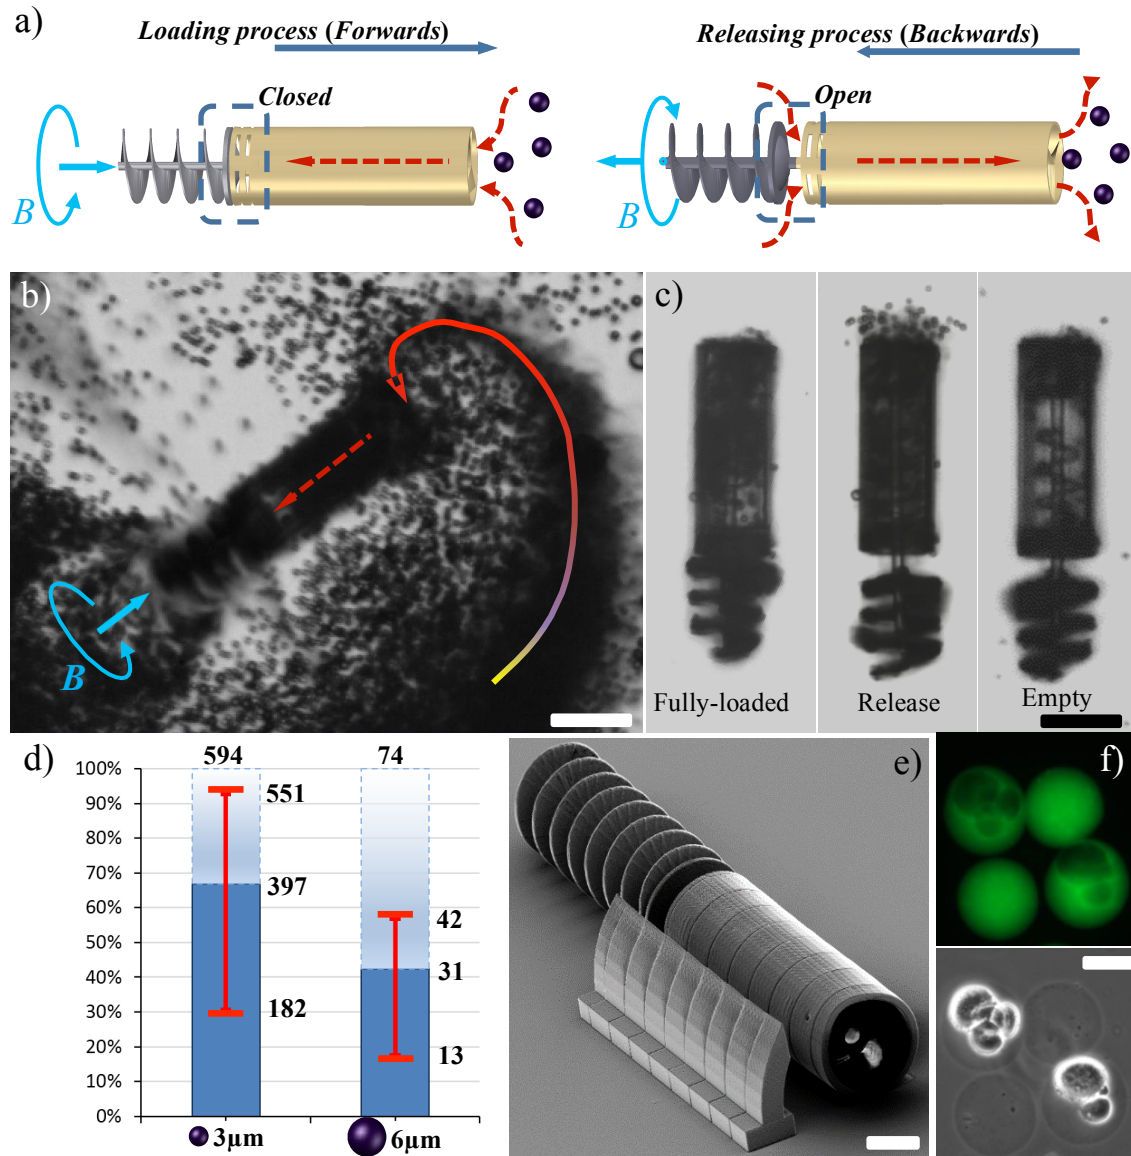 a)
Loading process (Forwards)
Releasing process (Backwards)
Closed
Open
B
B
b)
c)
B
Fully-loaded
Release
Empty
d)
594
74
100%
90%
80%
70%
60%
50%
40%
30%
20%
10%
0%
551
397
182
42
31
13
3µm
6µm
e)
f)